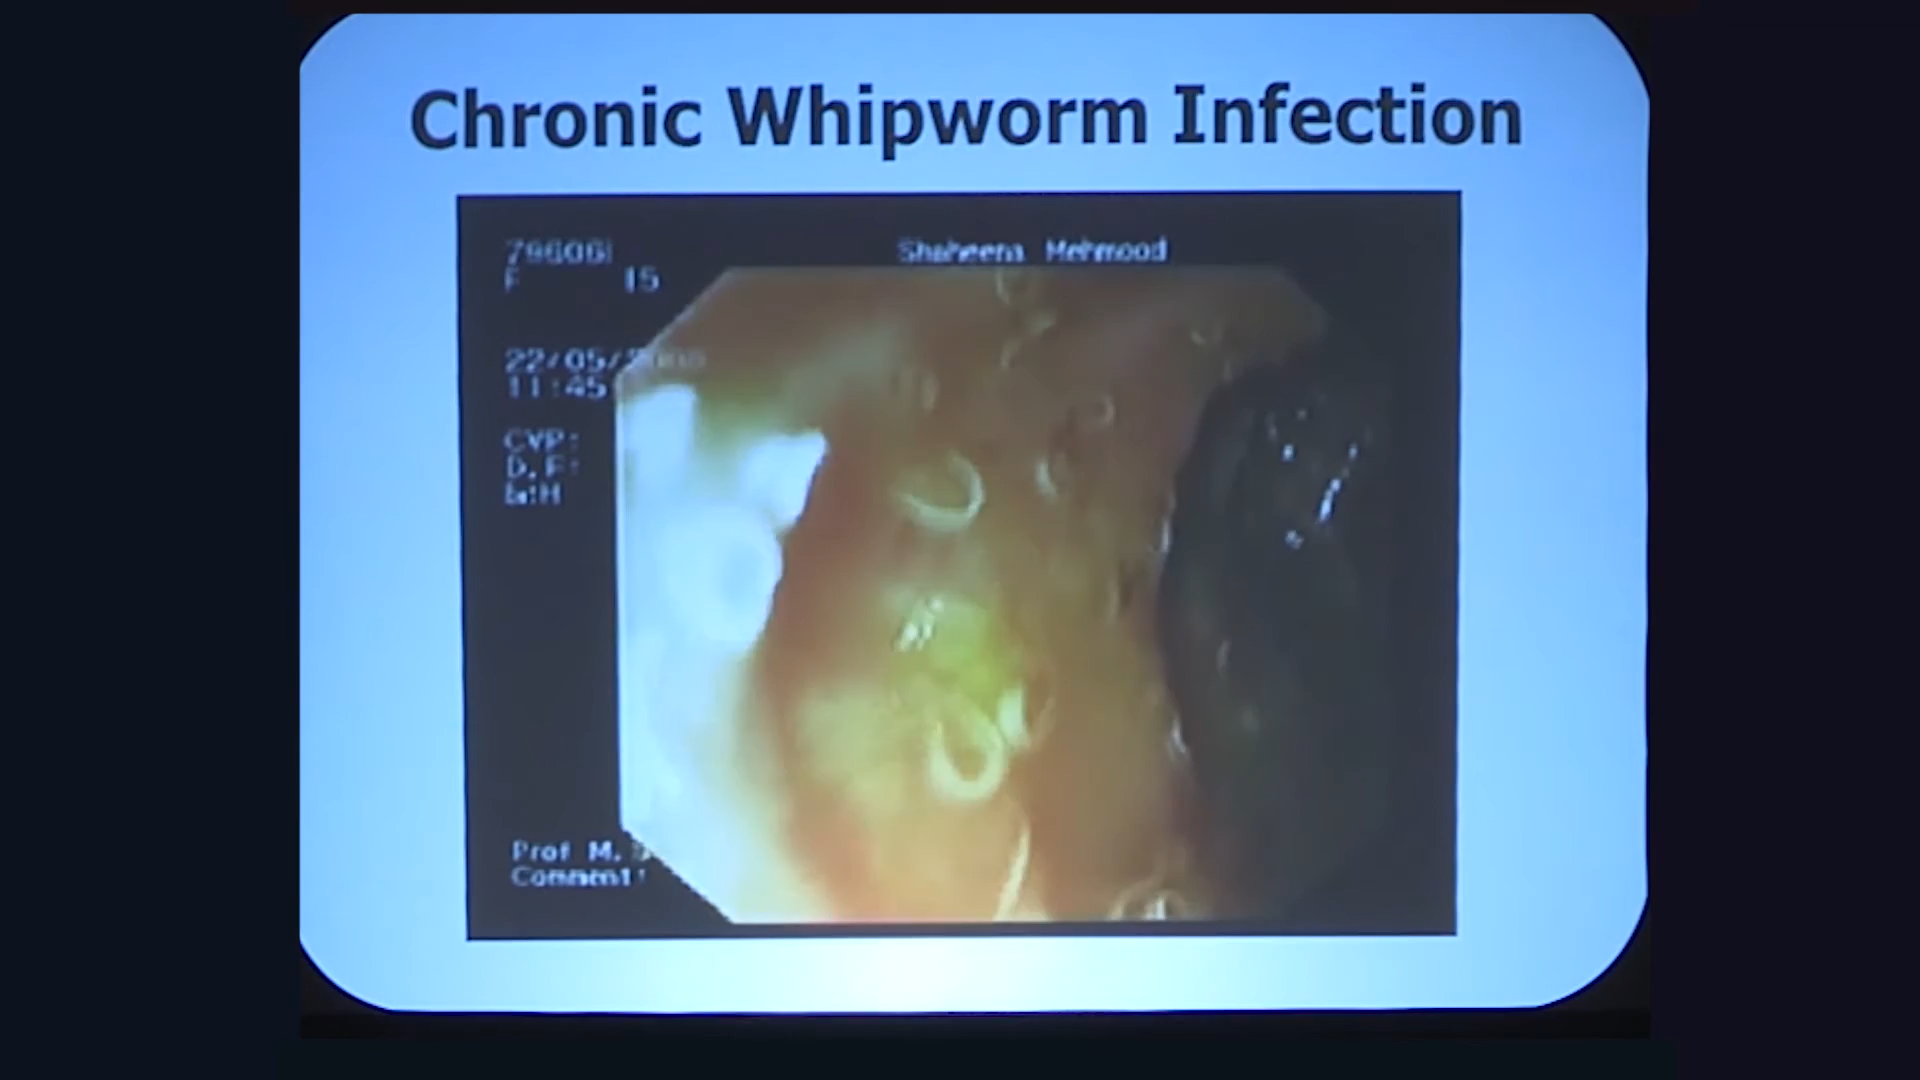 Chronic Whipworm Infection
Shaheena Mehmood
F 15
22/05/
11:45
CVP:
D.F:
Prof M.
Comment: